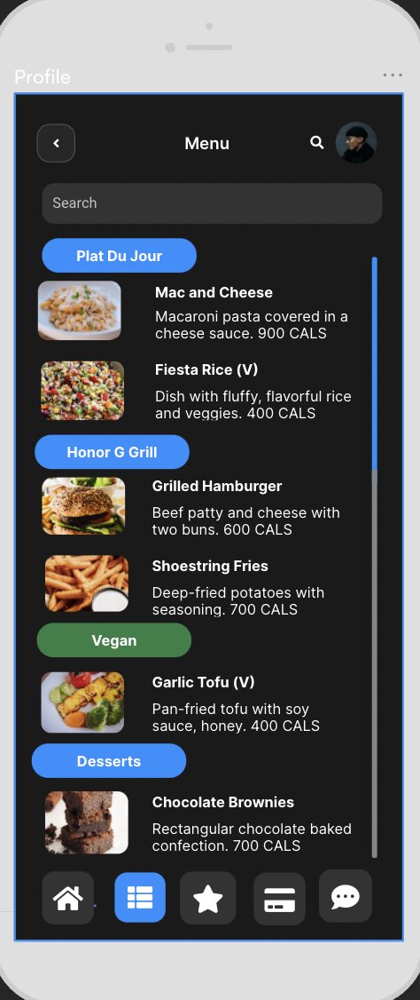 Profile
Menu
Search
Plat Du Jour
Mac and Cheese
Macaroni pasta covered in a
cheese sauce. 900 CALS
Fiesta Rice (V)
Dish with fluffy, flavorful rice
and veggies. 400 CALS
Honor G Grill
Grilled Hamburger
Beef patty and cheese with
two buns. 600 CALS
Shoestring Fries
Deep-fried potatoes with
seasoning. 700 CALS
Vegan
Garlic Tofu (V)
Pan-fried tofu with soy
sauce, honey. 400 CALS
Desserts
Chocolate Brownies
Rectangular chocolate baked
confection. 700 CALS